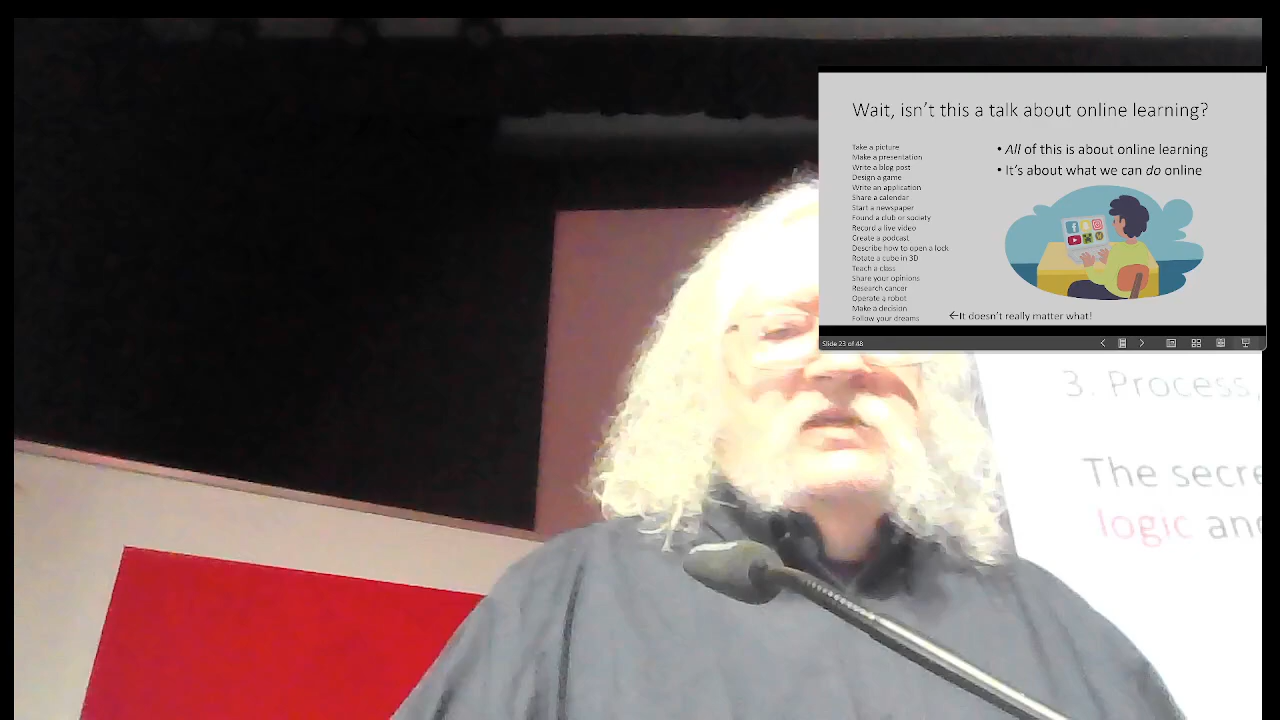 Wait, isn't this a talk about online learning?
Take a picture
Make a presentation
Write a blog post
Design a game
Write an application
Share a calendar
Start a newspaper
Found a club or society
Record a live video
Create a podcast
Describe how to open a lock
Rotate a cube in 3D
Teach a class
Share your opinions
Research cancer
Operate a robot
Make a decision
Follow your dreams
• All of this is about online learning
• It's about what we can do online
←It doesn't really matter what!
Slide 23 of 48
3. Process,
The secre
logic and